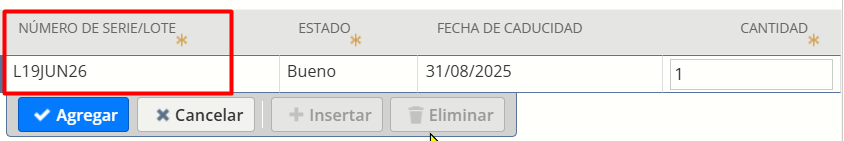 NÚMERO DE SERIE/LOTE* ESTADO* FECHA DE CADUCIDAD CANTIDAD*
L19JUN26 Bueno 31/08/2025 1
Agregar Cancelar Insertar Eliminar